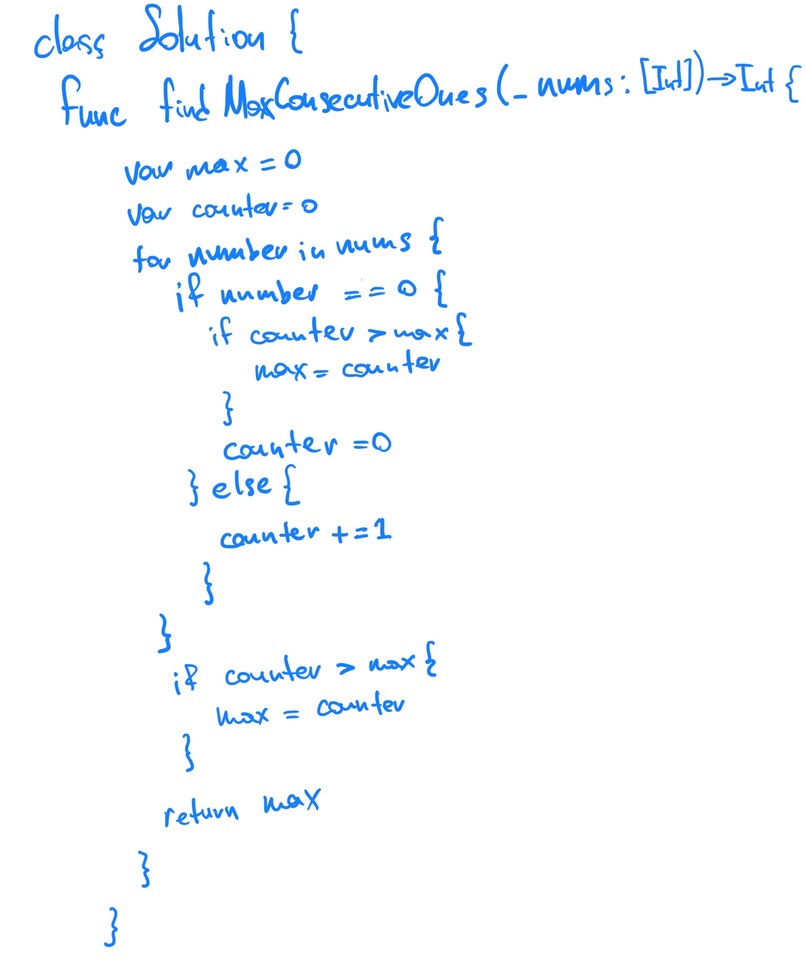 class Solution {
func findMaxConsecutiveOnes(_ nums: [Int]) → Int {
var max = 0
var counter = 0
for number in nums {
if number == 0 {
if counter > max {
max = counter
}
counter = 0
} else {
counter += 1
}
}
if counter > max {
max = counter
}
return max
}
}